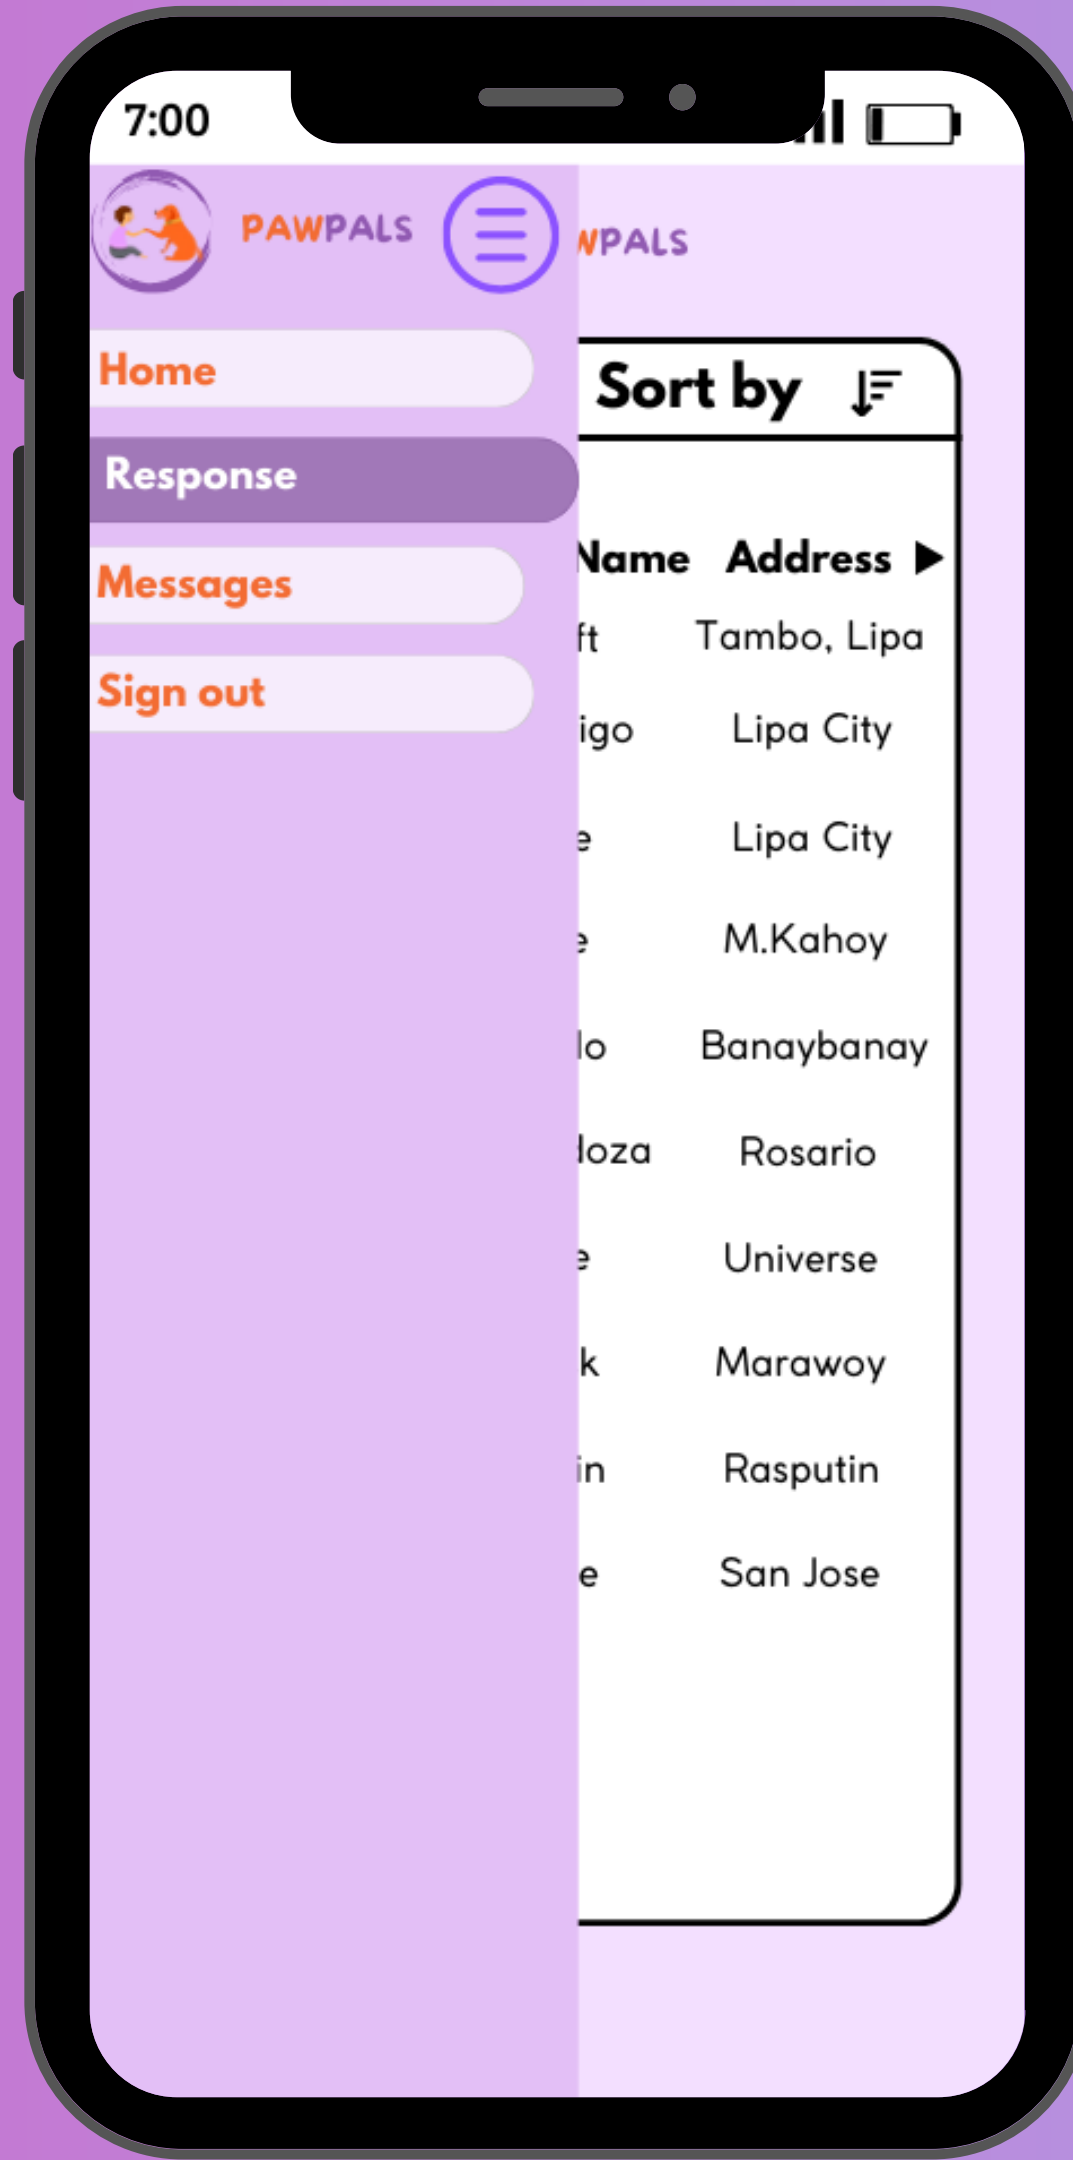 7:00
PAWPALS
WPALS
Home
Response
Messages
Sign out
Sort by
Name Address
ft Tambo, Lipa
igo Lipa City
e Lipa City
e M.Kahoy
lo Banaybanay
doza Rosario
e Universe
k Marawoy
in Rasputin
e San Jose